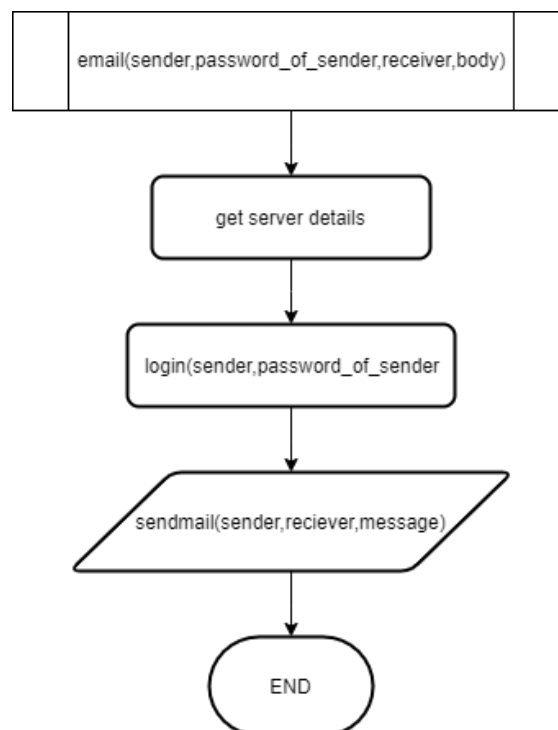 email(sender,password_of_sender,receiver,body)
get server details
login(sender,password_of_sender
sendmail(sender,reciever,message)
END